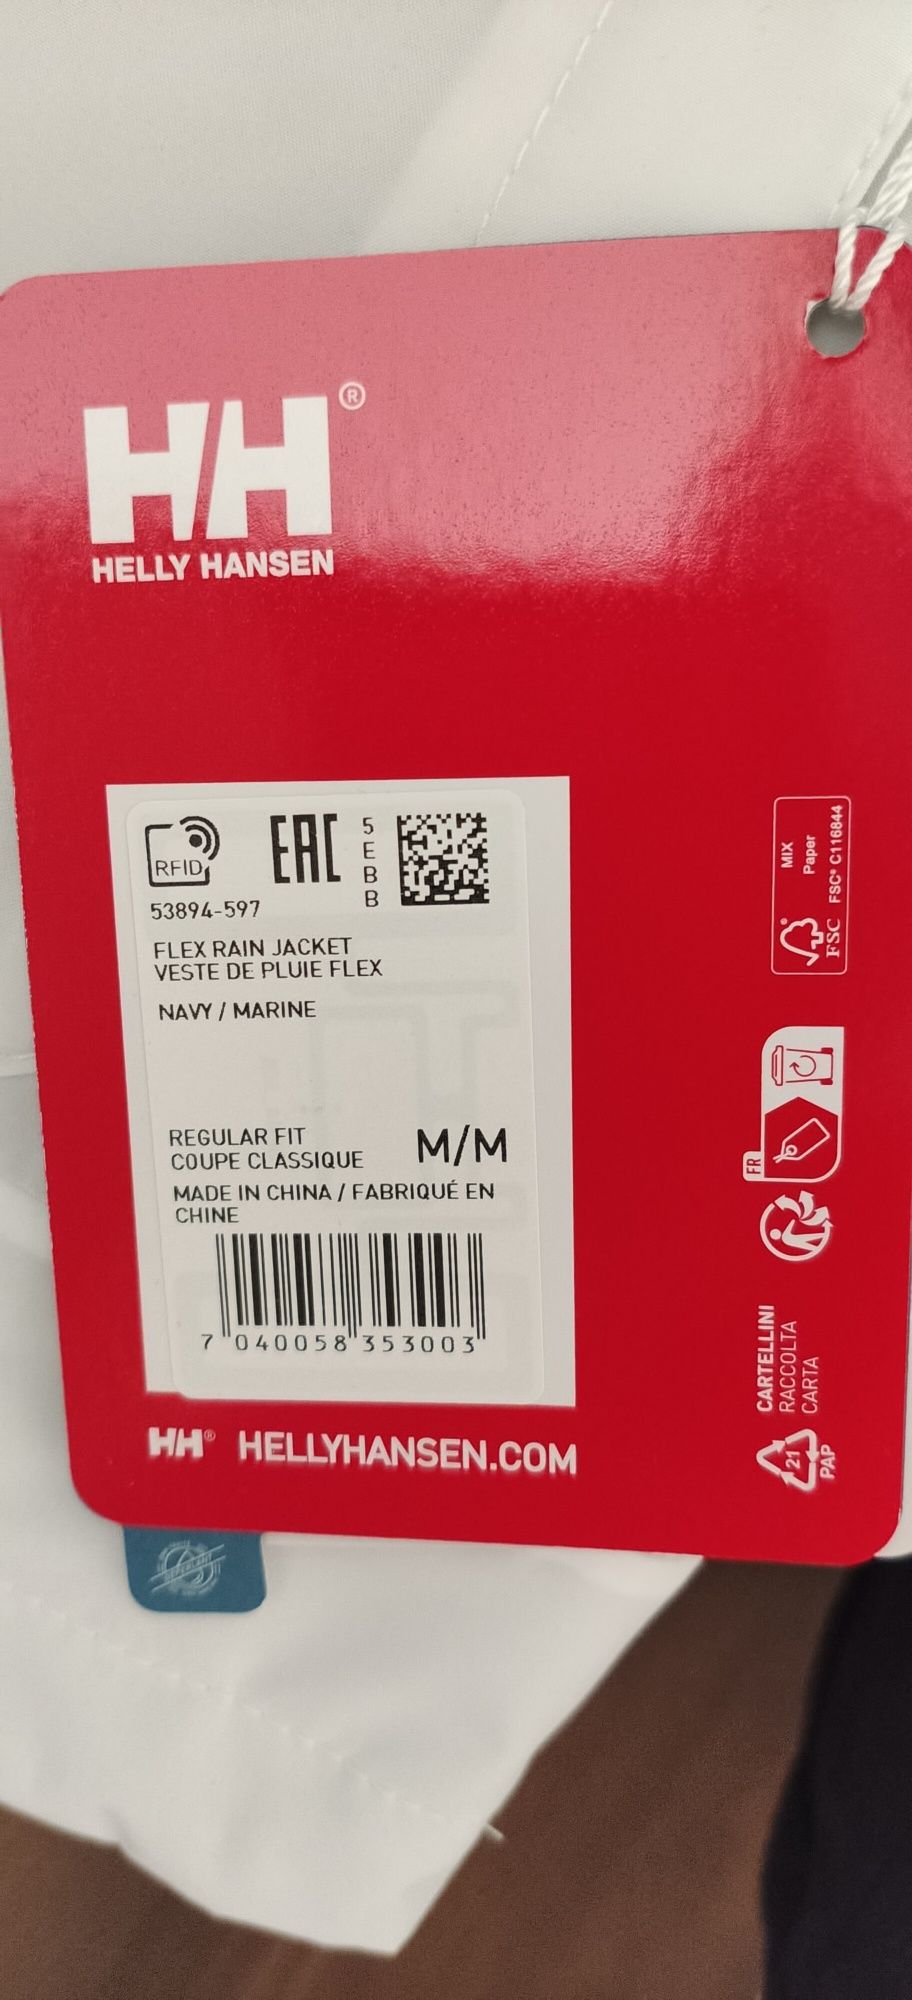 HH®
HELLY HANSEN
RFID
EAC
5
E
B
B
53894-597
FLEX RAIN JACKET
VESTE DE PLUIE FLEX
NAVY / MARINE
REGULAR FIT
COUPE CLASSIQUE
M/M
MADE IN CHINA / FABRIQUÉ EN
CHINE
7 040058 353003
HH® HELLYHANSEN.COM
MIX
Paper
FSC® C116844
FSC
FR
CARTELLINI
RACCOLTA
CARTA
21
PAP